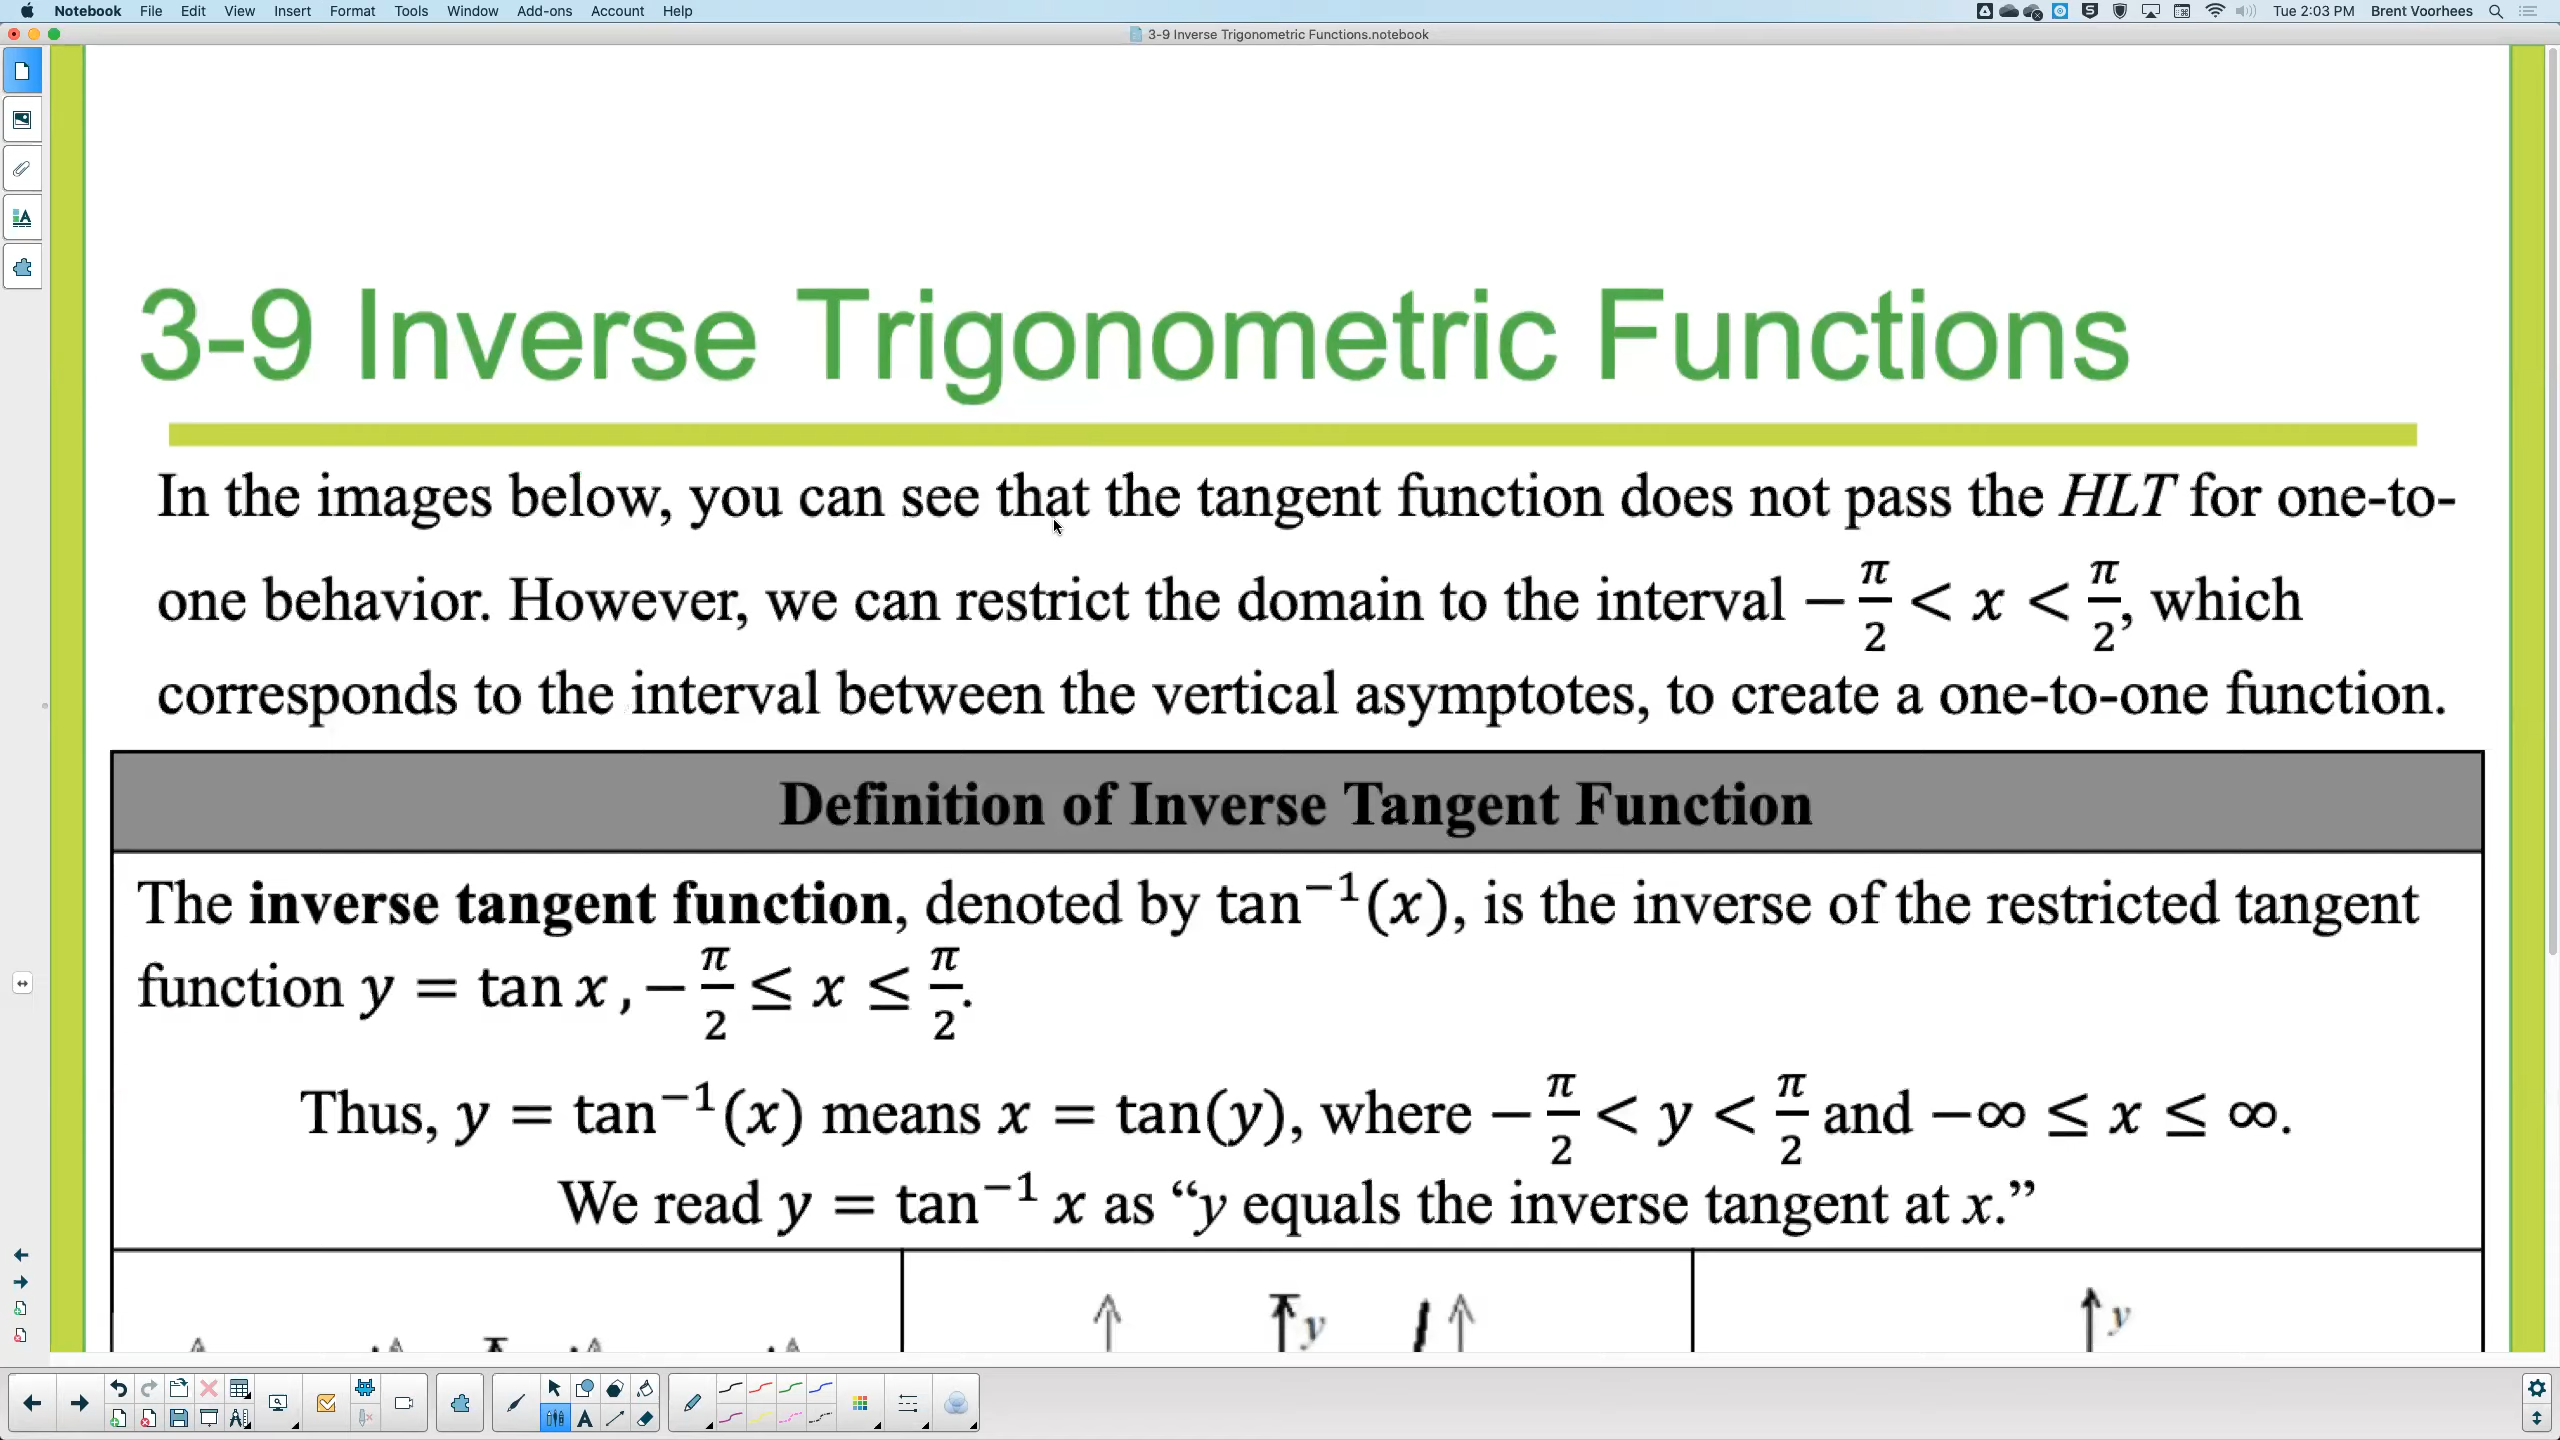 Notebook File Edit View Insert Format Tools Window Add-ons Account Help Tue 2:03 PM Brent Voorhees
3-9 Inverse Trigonometric Functions.notebook
3-9 Inverse Trigonometric Functions
In the images below, you can see that the tangent function does not pass the HLT for one-to-
one behavior. However, we can restrict the domain to the interval −π/2 < x < π/2, which
corresponds to the interval between the vertical asymptotes, to create a one-to-one function.
Definition of Inverse Tangent Function
The inverse tangent function, denoted by tan⁻¹(x), is the inverse of the restricted tangent
function y = tan x, −π/2 ≤ x ≤ π/2.
Thus, y = tan⁻¹(x) means x = tan(y), where −π/2 < y < π/2 and −∞ ≤ x ≤ ∞.
We read y = tan⁻¹ x as “y equals the inverse tangent at x.”
y
y